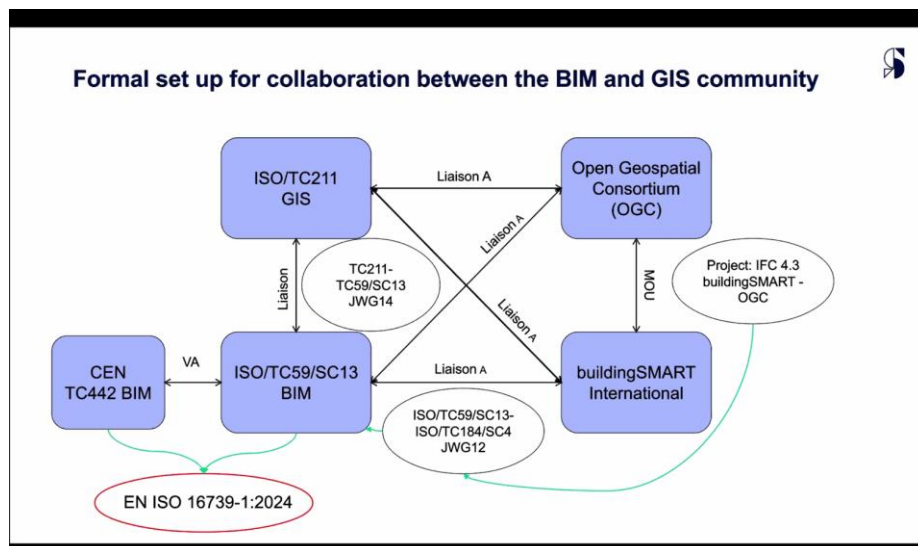 Formal set up for collaboration between the BIM and GIS community
ISO/TC211
GIS
Liaison A
Open Geospatial
Consortium
(OGC)
Liaison
TC211-
TC59/SC13
JWG14
Liaison A
Liaison A
MOU
Project: IFC 4.3
buildingSMART -
OGC
CEN
TC442 BIM
VA
ISO/TC59/SC13
BIM
Liaison A
buildingSMART
International
ISO/TC59/SC13-
ISO/TC184/SC4
JWG12
EN ISO 16739-1:2024